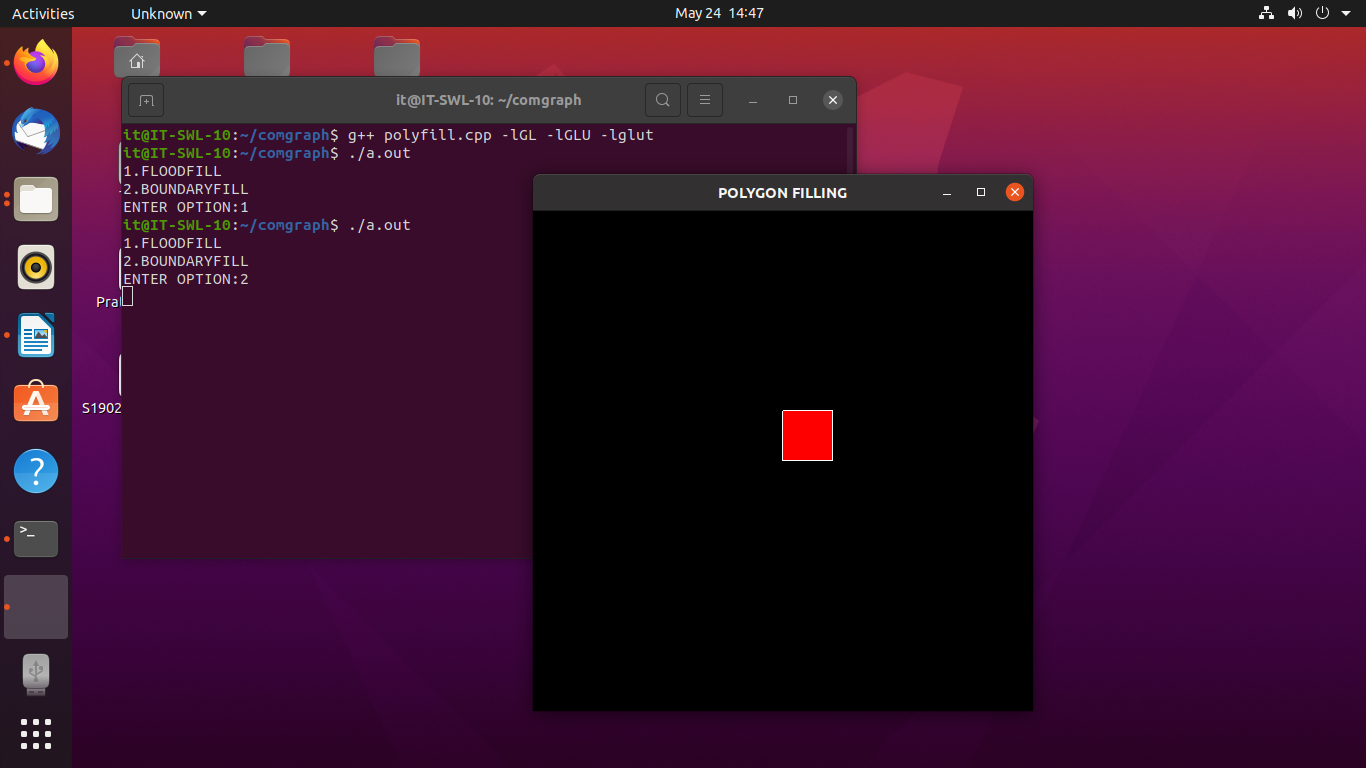 Activities
Unknown
May 24 14:47
it@IT-SWL-10: ~/comgraph
it@IT-SWL-10:~/comgraph$ g++ polyfill.cpp -lGL -lGLU -lglut
it@IT-SWL-10:~/comgraph$ ./a.out
1.FLOODFILL
2.BOUNDARYFILL
ENTER OPTION:1
it@IT-SWL-10:~/comgraph$ ./a.out
1.FLOODFILL
2.BOUNDARYFILL
ENTER OPTION:2
POLYGON FILLING
Pra
S1902